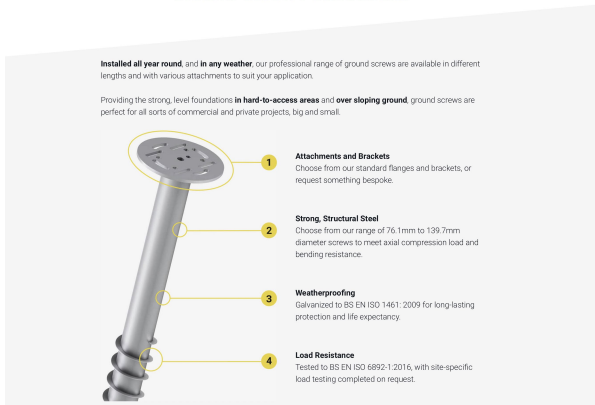 Installed all year round, and in any weather, our professional range of ground screws are available in different
lengths and with various attachments to suit your application.
Providing the strong, level foundations in hard-to-access areas and over sloping ground, ground screws are
perfect for all sorts of commercial and private projects, big and small.
1
Attachments and Brackets
Choose from our standard flanges and brackets, or
request something bespoke.
2
Strong, Structural Steel
Choose from our range of 76.1mm to 139.7mm
diameter screws to meet axial compression load and
bending resistance.
3
Weatherproofing
Galvanized to BS EN ISO 1461: 2009 for long-lasting
protection and life expectancy.
4
Load Resistance
Tested to BS EN ISO 6892-1:2016, with site-specific
load testing completed on request.